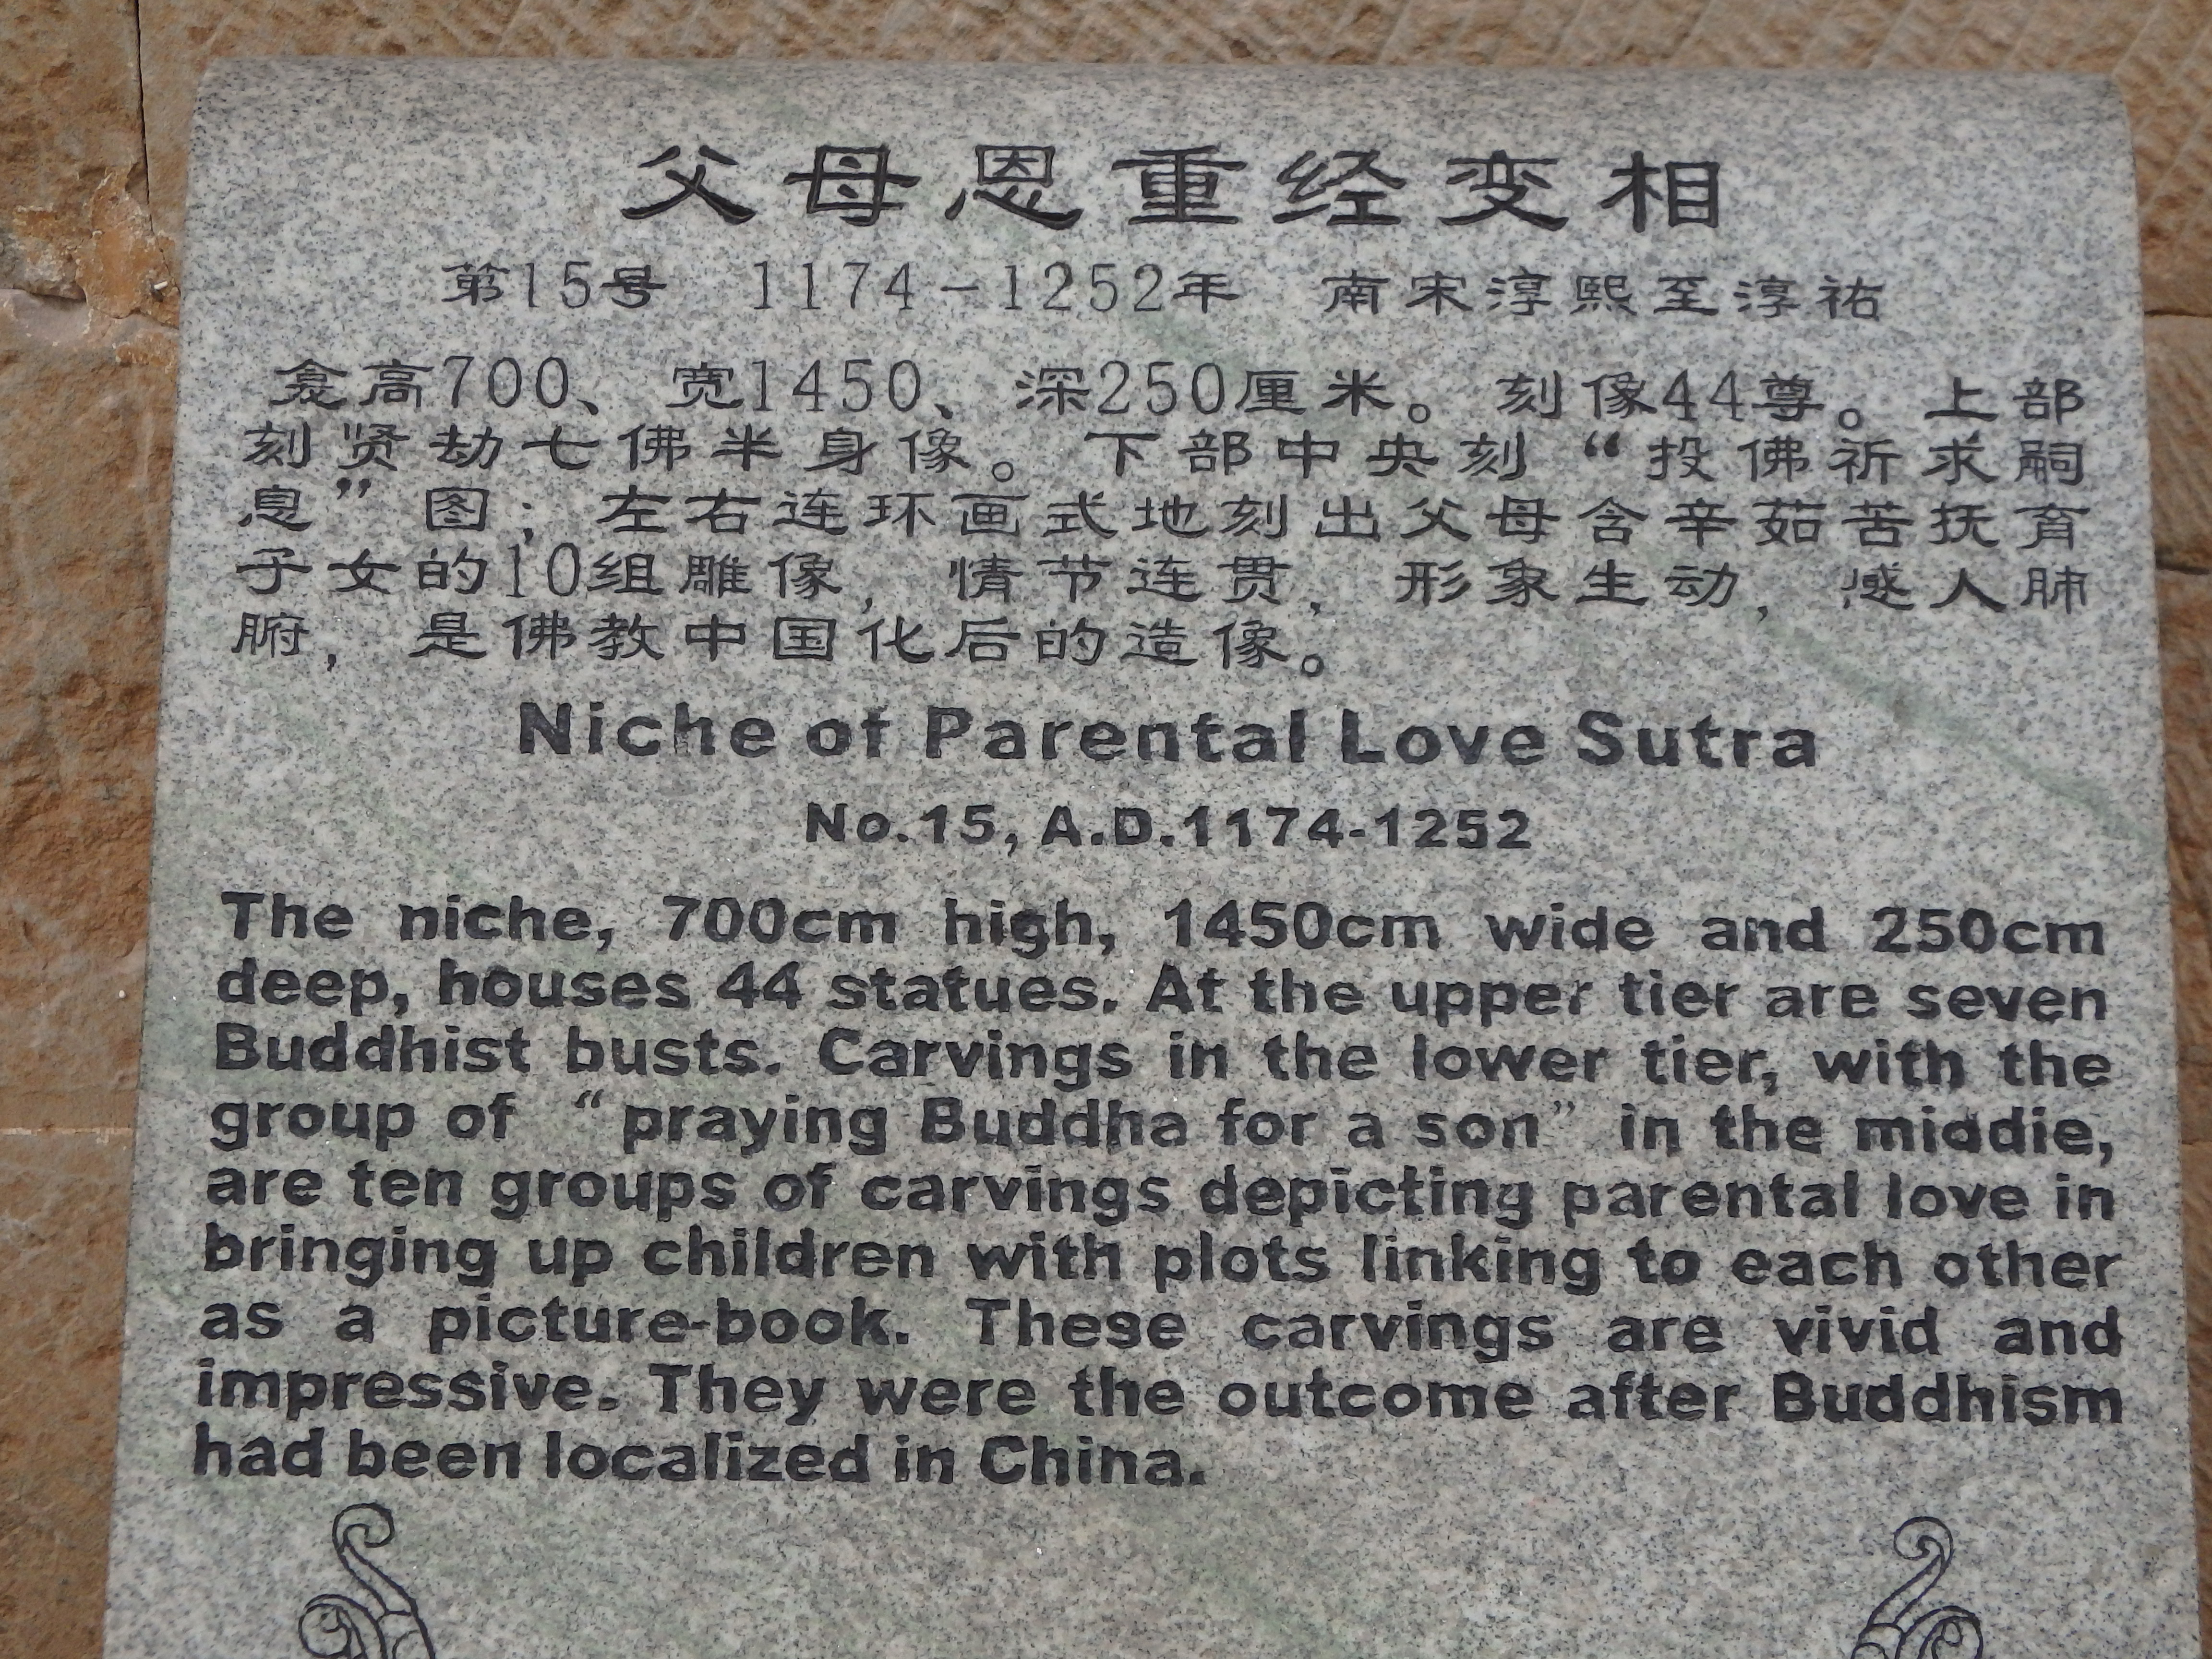 父母恩重经变相
第15号 1174-1252年 南宋淳熙至淳祐
龛高700、宽1450、深250厘米。刻像44尊。上部
刻贤劫七佛半身像。下部中央刻“投佛祈求嗣
息”图；左右连环画式地刻出父母含辛茹苦抚育
子女的10组雕像，情节连贯，形象生动，感人肺
腑，是佛教中国化后的造像。
Niche of Parental Love Sutra
No.15, A.D.1174-1252
The niche, 700cm high, 1450cm wide and 250cm
deep, houses 44 statues. At the upper tier are seven
Buddhist busts. Carvings in the lower tier, with the
group of “praying Buddha for a son” in the middie,
are ten groups of carvings depicting parental love in
bringing up children with plots linking to each other
as a picture-book. These carvings are vivid and
impressive. They were the outcome after Buddhism
had been localized in China.